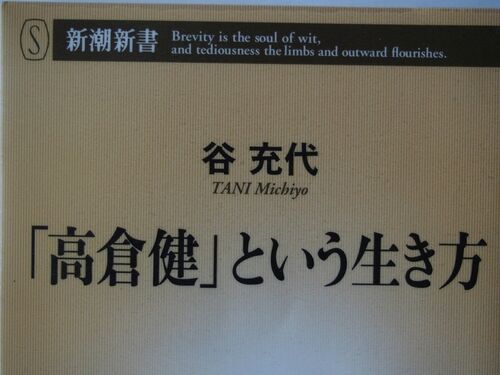 S 新潮新書 Brevity is the soul of wit,
and tediousness the limbs and outward flourishes.
谷 充代
TANI Michiyo
「高倉健」という生き方